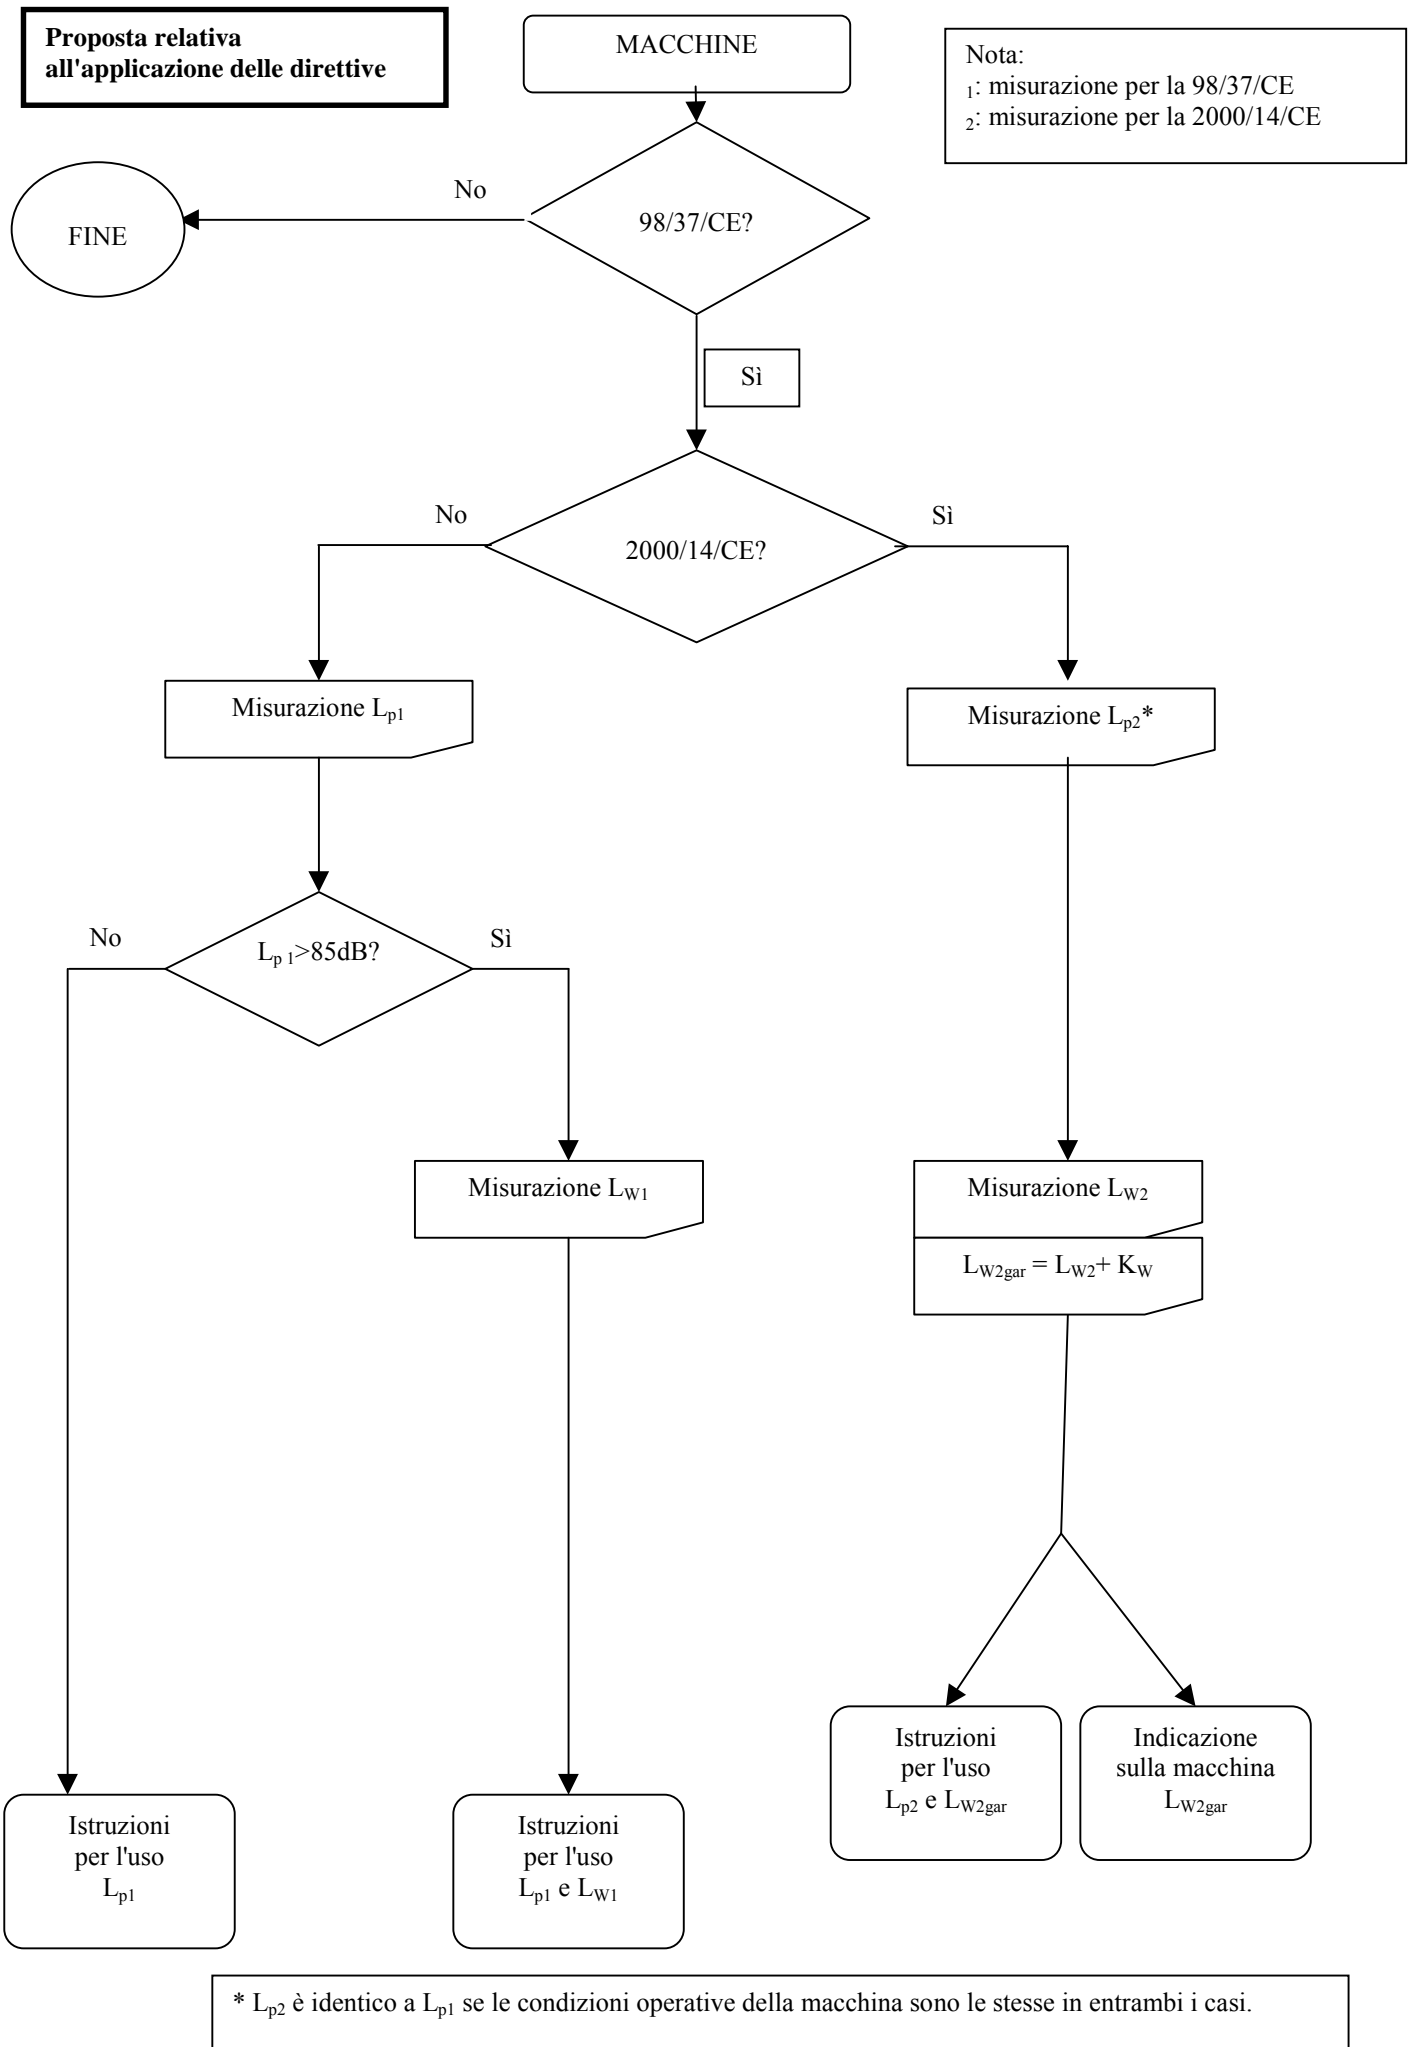 Proposta relativa
all'applicazione delle direttive
MACCHINE
Nota:
1: misurazione per la 98/37/CE
2: misurazione per la 2000/14/CE
No
FINE
98/37/CE?
Sì
No
Sì
2000/14/CE?
Misurazione Lp1
Misurazione Lp2*
No
Lp 1>85dB?
Sì
Misurazione LW1
Misurazione LW2
LW2gar = LW2+ KW
Istruzioni
per l'uso
Lp2 e LW2gar
Indicazione
sulla macchina
LW2gar
Istruzioni
per l'uso
Lp1
Istruzioni
per l'uso
Lp1 e LW1
* Lp2 è identico a Lp1 se le condizioni operative della macchina sono le stesse in entrambi i casi.